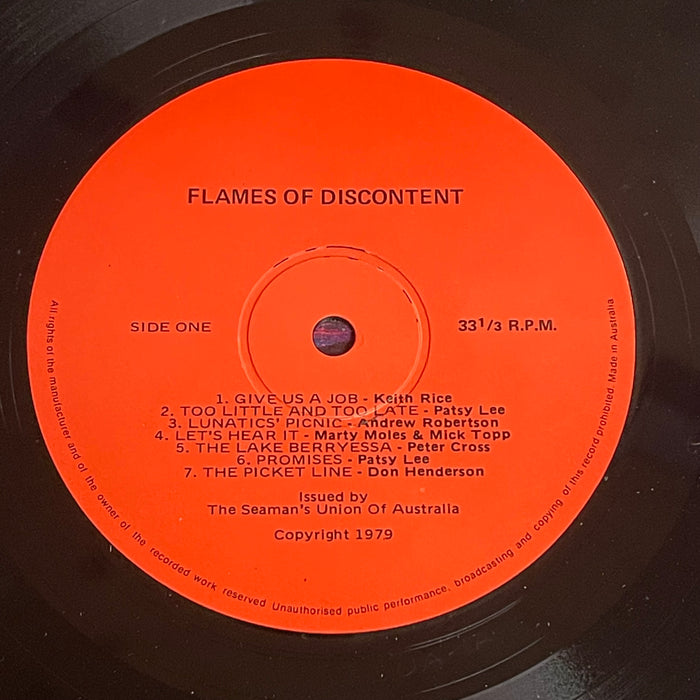 FLAMES OF DISCONTENT
SIDE ONE
33 1/3 R.P.M.
1. GIVE US A JOB - Keith Rice
2. TOO LITTLE AND TOO LATE - Patsy Lee
3. LUNATICS' PICNIC - Andrew Robertson
4. LET'S HEAR IT - Marty Moles & Mick Topp
5. THE LAKE BERRYESSA - Peter Cross
6. PROMISES - Patsy Lee
7. THE PICKET LINE - Don Henderson
Issued by
The Seaman's Union Of Australia
Copyright 1979
All rights of the manufacturer and of the owner of the recorded work reserved Unauthorised public performance, broadcasting and copying of this record prohibited. Made in Australia